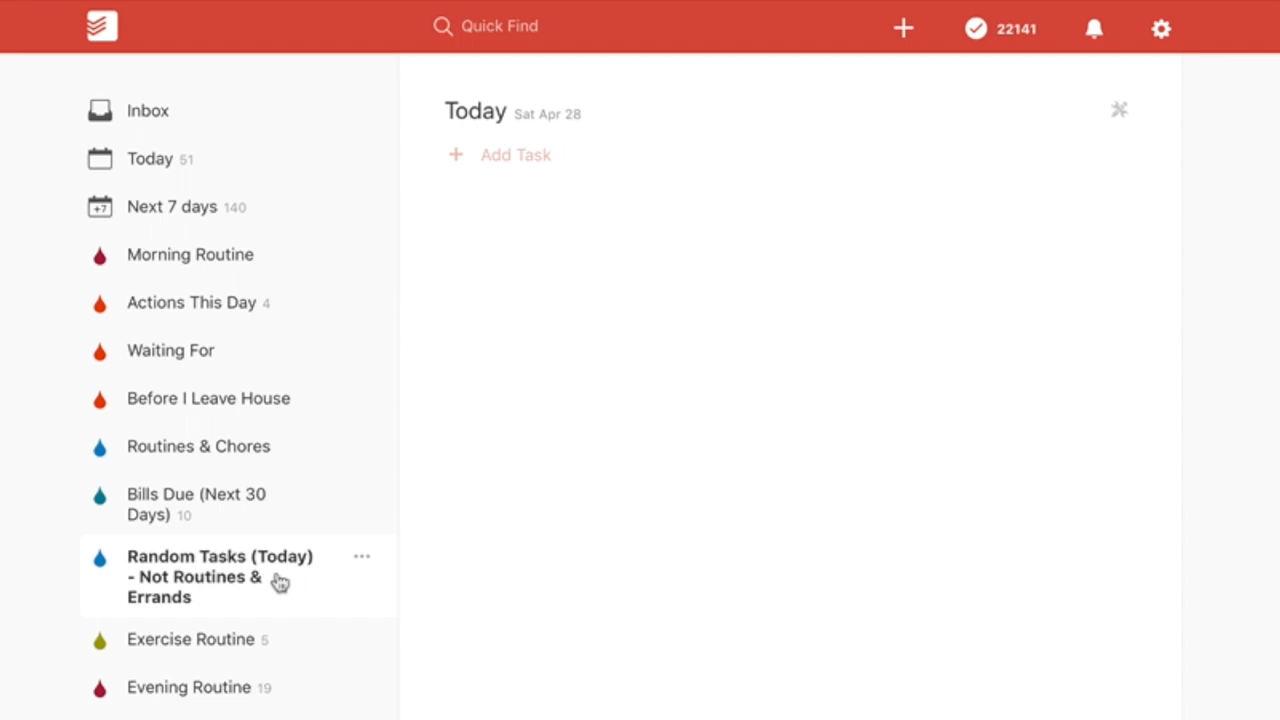 Quick Find
22141
Inbox
Today 51
+7 Next 7 days 140
Morning Routine
Actions This Day 4
Waiting For
Before I Leave House
Routines & Chores
Bills Due (Next 30
Days) 10
Random Tasks (Today)
- Not Routines &
Errands
Exercise Routine 5
Evening Routine 19
Today Sat Apr 28
+ Add Task